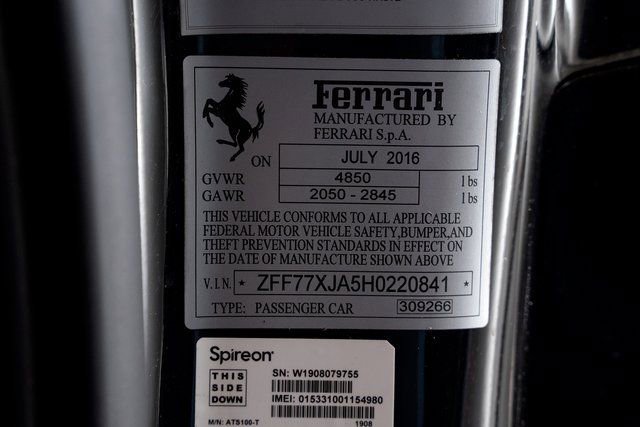 Ferrari
MANUFACTURED BY
FERRARI S.p.A.
ON JULY 2016
GVWR 4850 lbs
GAWR 2050 - 2845 lbs
THIS VEHICLE CONFORMS TO ALL APPLICABLE
FEDERAL MOTOR VEHICLE SAFETY,BUMPER,AND
THEFT PREVENTION STANDARDS IN EFFECT ON
THE DATE OF MANUFACTURE SHOWN ABOVE
V.I.N. * ZFF77XJA5H0220841 *
TYPE: PASSENGER CAR 309266
Spireon
THIS
SIDE
DOWN
SN: W1908079755
IMEI: 015331001154980
M/N: ATS100-T 1908